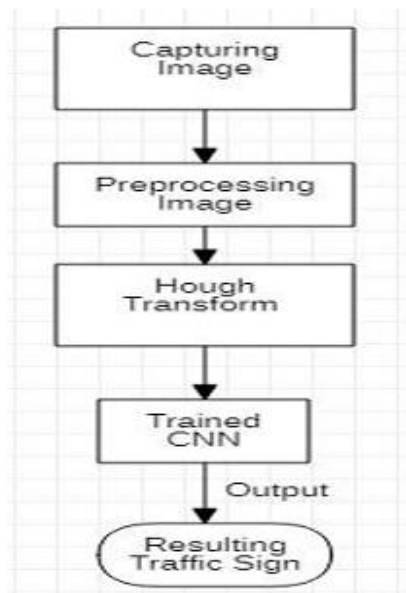 Capturing
Image
Preprocessing
Image
Hough
Transform
Trained
CNN
Output
Resulting
Traffic Sign